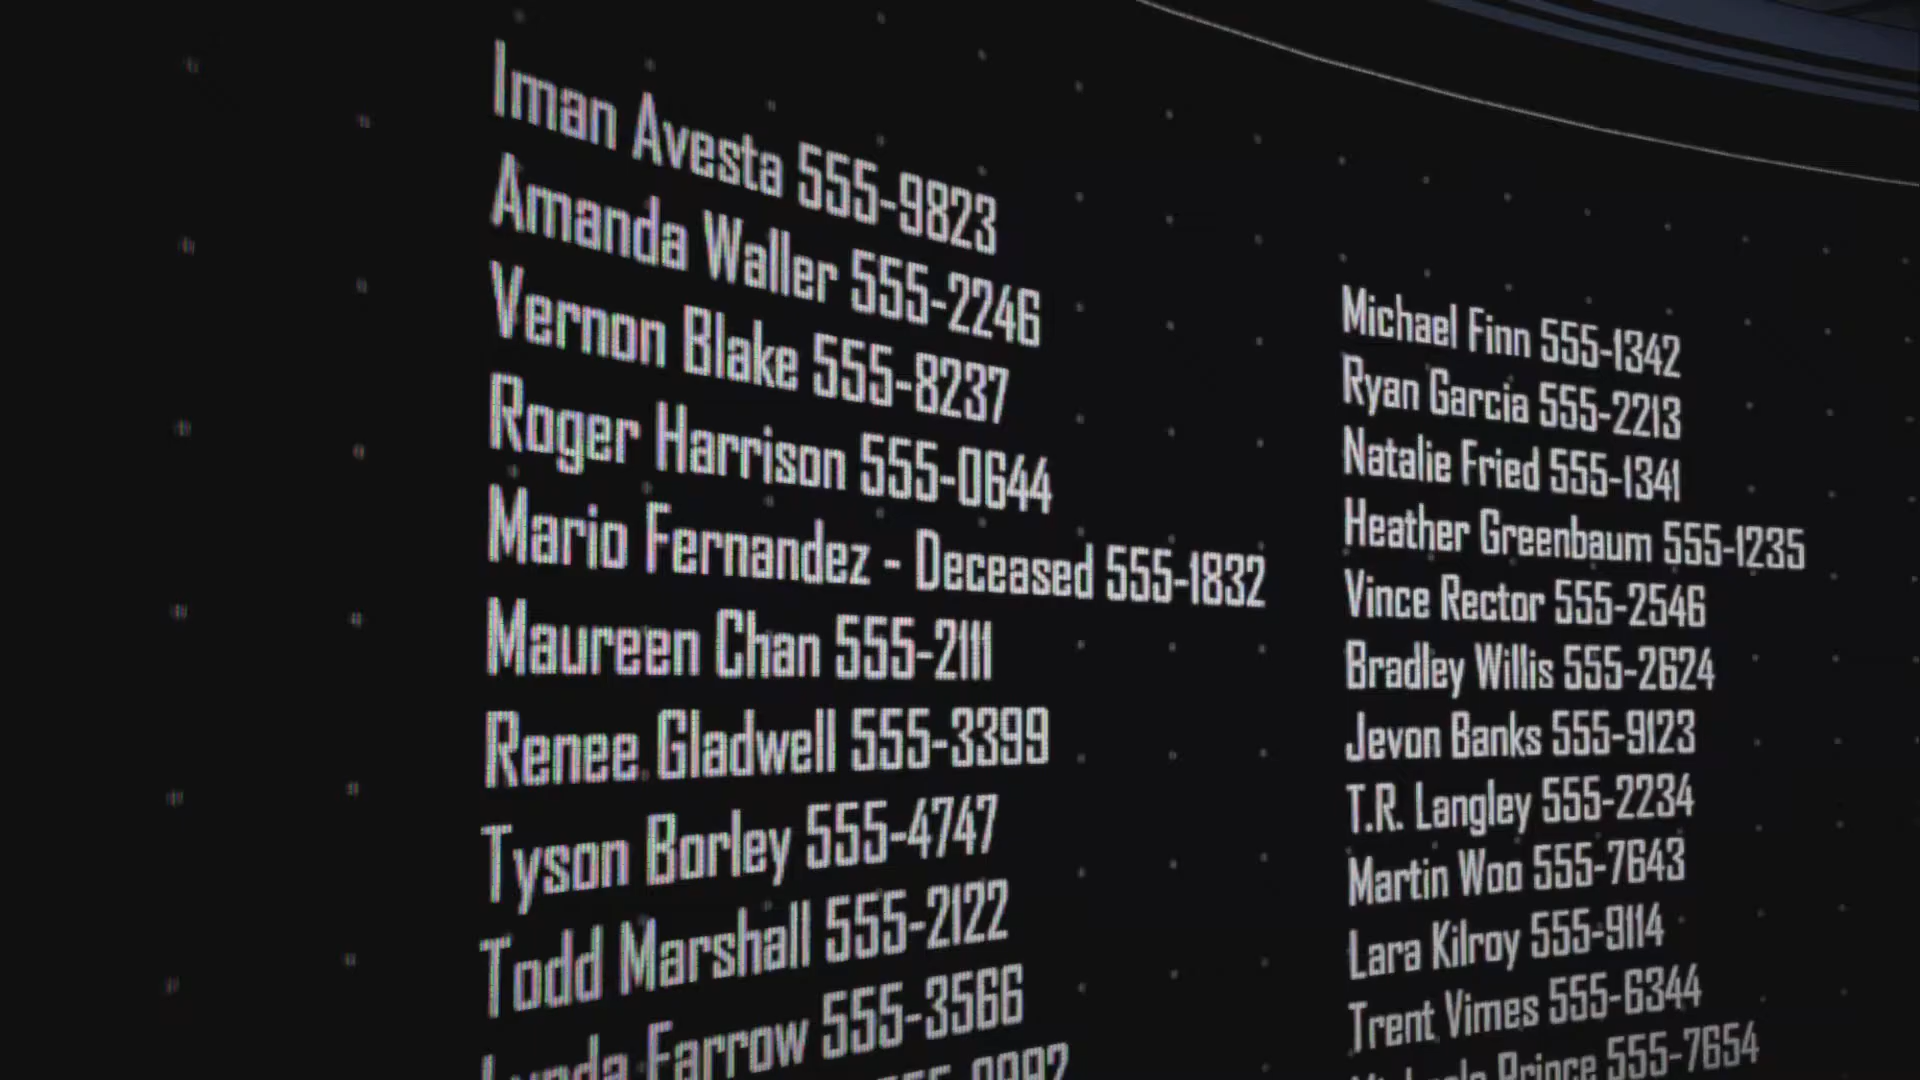 Iman Avesta 555-9823
Amanda Waller 555-2246
Vernon Blake 555-8237
Roger Harrison 555-0644
Mario Fernandez - Deceased 555-1832
Maureen Chan 555-2111
Renee Gladwell 555-3399
Tyson Borley 555-4747
Todd Marshall 555-2122
Lynda Farrow 555-3566
Michael Finn 555-1342
Ryan Garcia 555-2213
Natalie Fried 555-1341
Heather Greenbaum 555-1235
Vince Rector 555-2546
Bradley Willis 555-2624
Jevon Banks 555-9123
T.R. Langley 555-2234
Martin Woo 555-7643
Lara Kilroy 555-9114
Trent Vimes 555-6344
Prince 555-7654